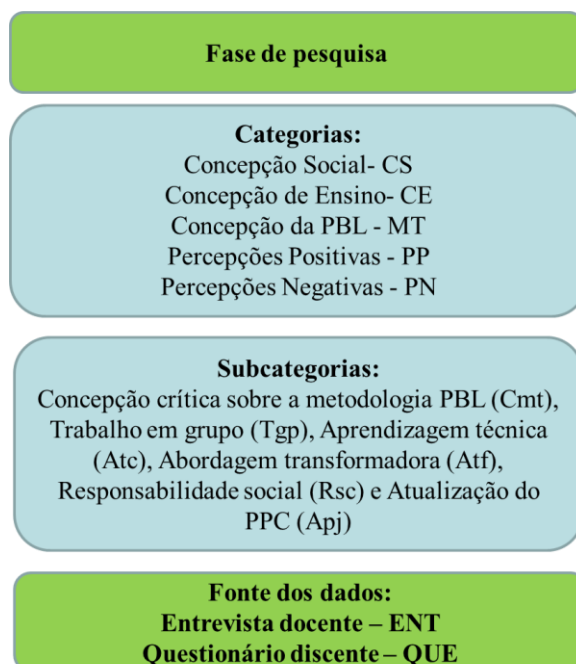 Fase de pesquisa
Categorias:
Concepção Social- CS
Concepção de Ensino- CE
Concepção da PBL - MT
Percepções Positivas - PP
Percepções Negativas - PN
Subcategorias:
Concepção crítica sobre a metodologia PBL (Cmt),
Trabalho em grupo (Tgp), Aprendizagem técnica
(Atc), Abordagem transformadora (Atf),
Responsabilidade social (Rsc) e Atualização do
PPC (Apj)
Fonte dos dados:
Entrevista docente – ENT
Questionário discente – QUE